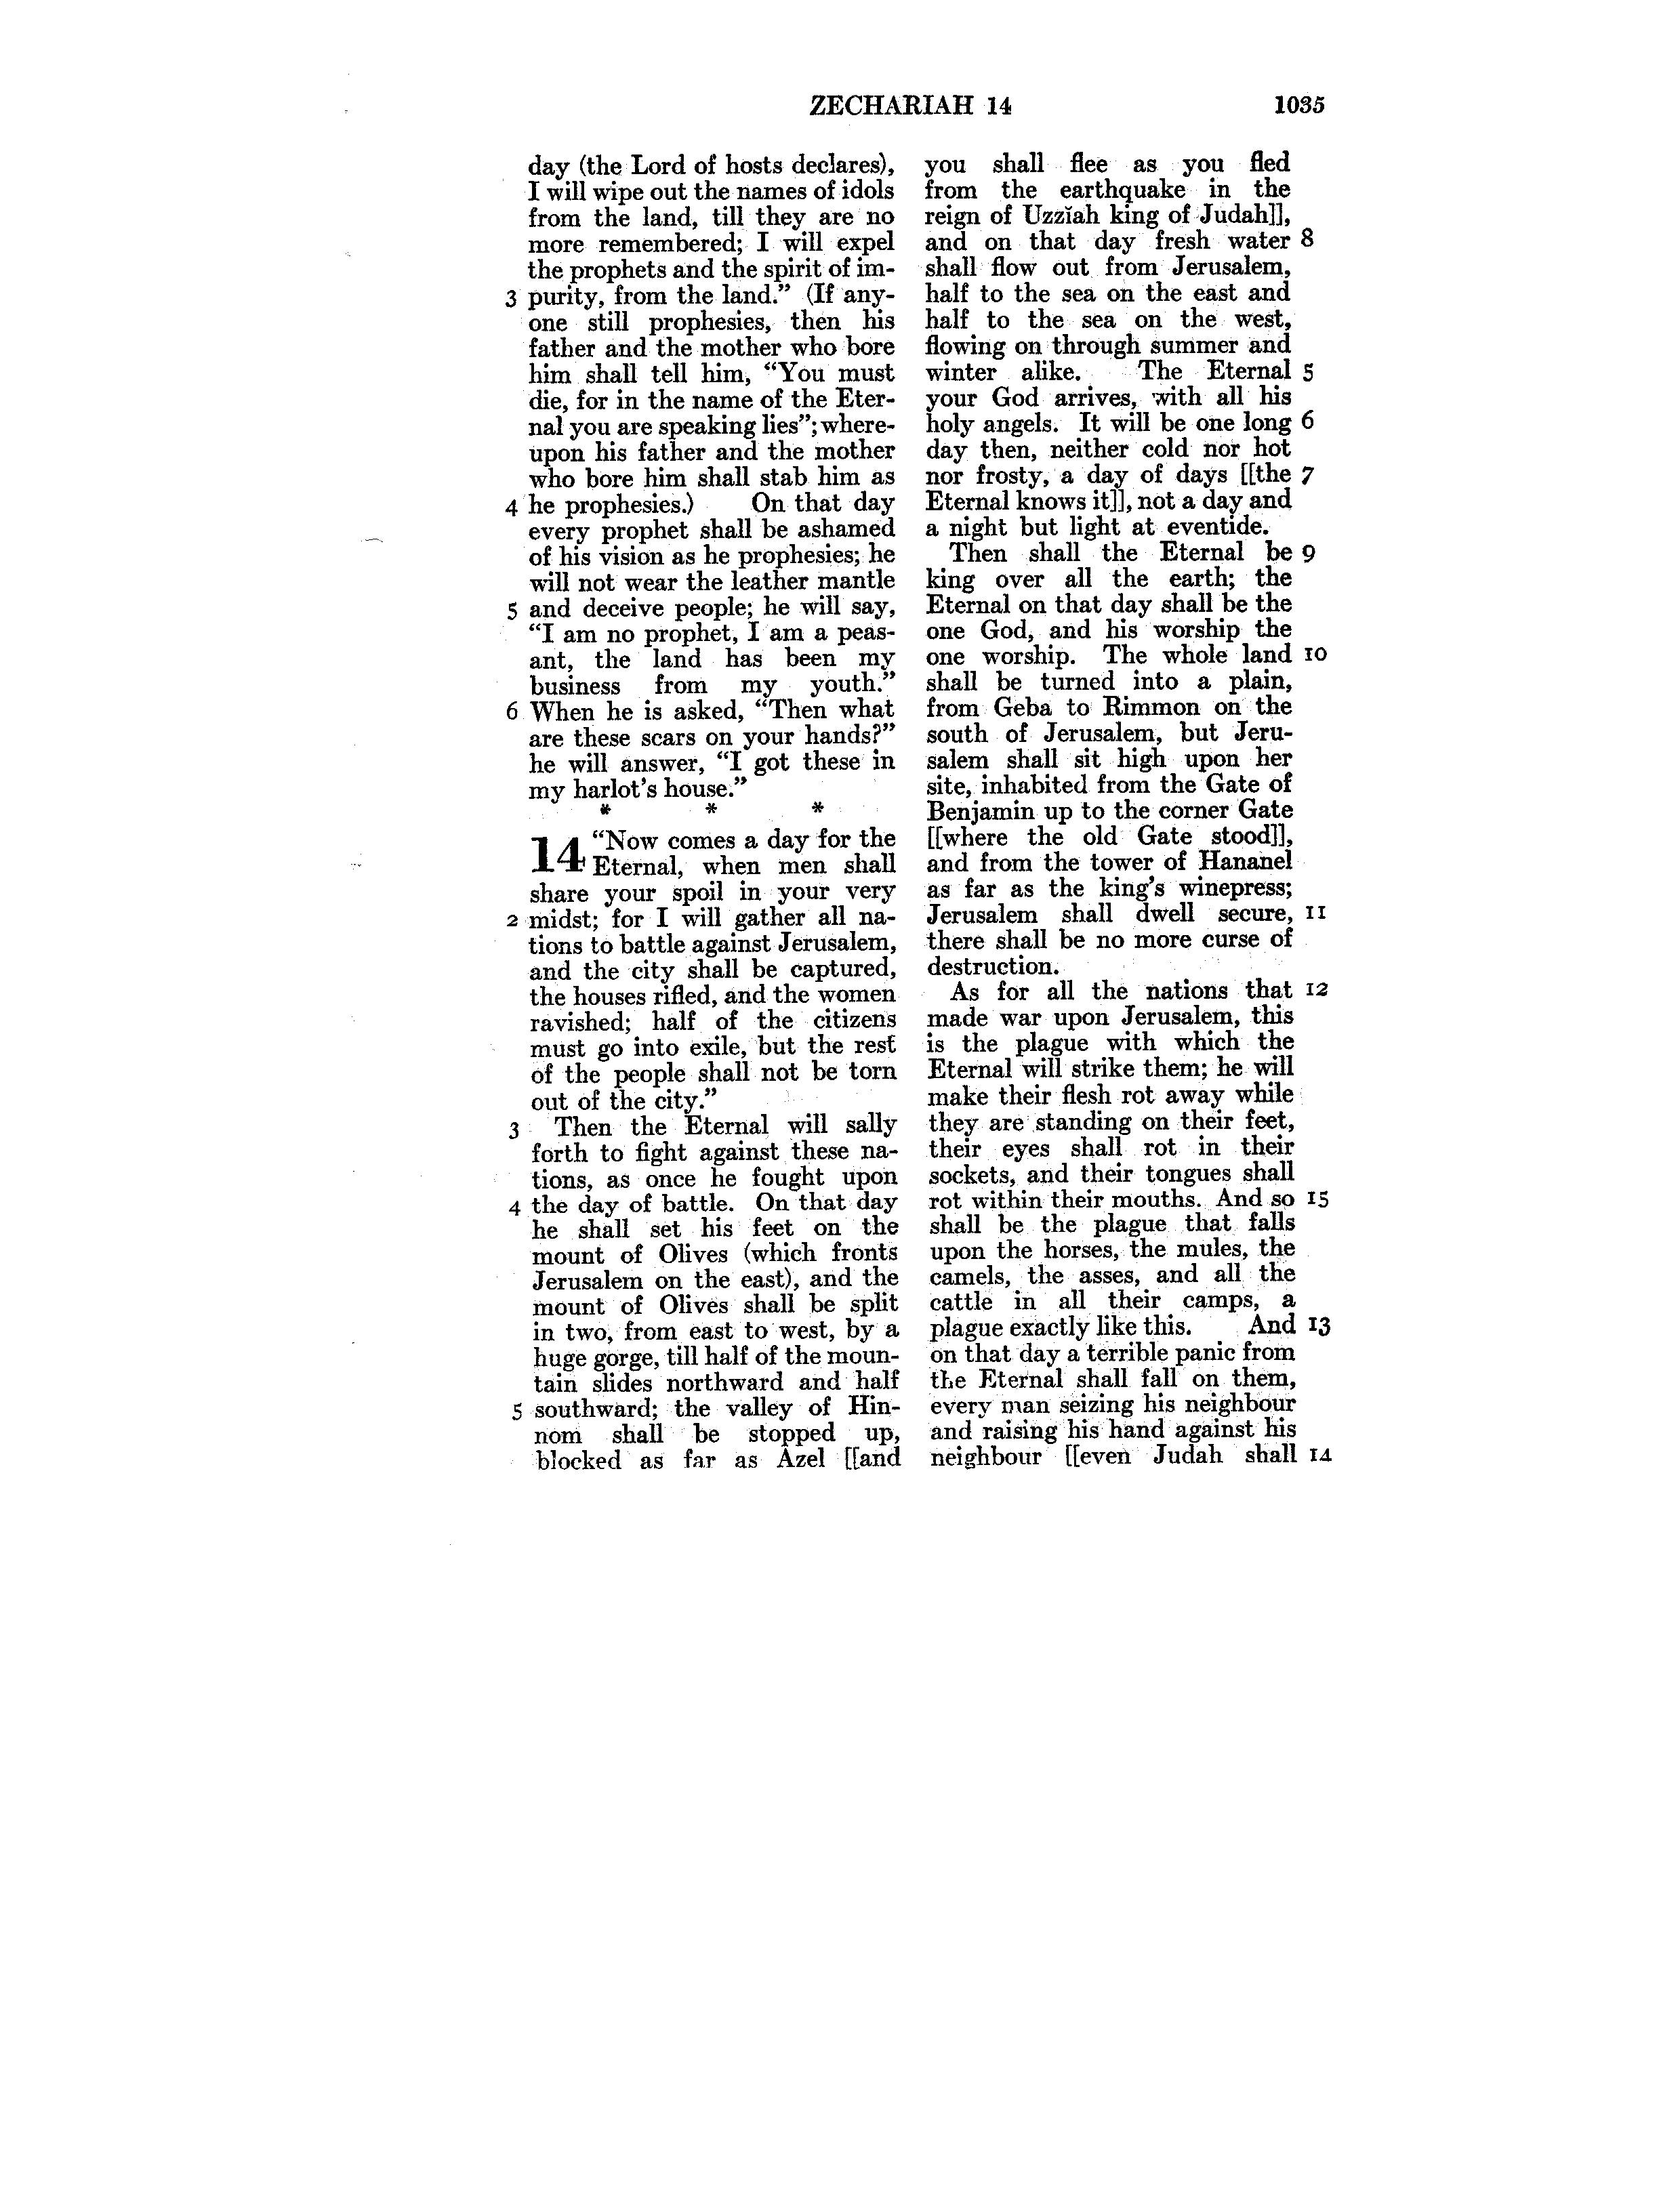 ZECHARIAH 14 1035
day (the Lord of hosts declares),
I will wipe out the names of idols
from the land, till they are no
more remembered; I will expel
the prophets and the spirit of im-
3 purity, from the land.” (If any-
one still prophesies, then his
father and the mother who bore
him shall tell him, “You must
die, for in the name of the Eter-
nal you are speaking lies”; where-
upon his father and the mother
who bore him shall stab him as
4 he prophesies.) On that day
every prophet shall be ashamed
of his vision as he prophesies; he
will not wear the leather mantle
5 and deceive people; he will say,
“I am no prophet, I am a peas-
ant, the land has been my
business from my youth.”
6 When he is asked, “Then what
are these scars on your hands?”
he will answer, “I got these in
my harlot's house.”
* * *
14 “Now comes a day for the
Eternal, when men shall
share your spoil in your very
2 midst; for I will gather all na-
tions to battle against Jerusalem,
and the city shall be captured,
the houses rifled, and the women
ravished; half of the citizens
must go into exile, but the rest
of the people shall not be torn
out of the city.”
3 Then the Eternal will sally
forth to fight against these na-
tions, as once he fought upon
4 the day of battle. On that day
he shall set his feet on the
mount of Olives (which fronts
Jerusalem on the east), and the
mount of Olives shall be split
in two, from east to west, by a
huge gorge, till half of the moun-
tain slides northward and half
5 southward; the valley of Hin-
nom shall be stopped up,
blocked as far as Azel [[and
you shall flee as you fled
from the earthquake in the
reign of Uzzĭah king of Judah]],
and on that day fresh water 8
shall flow out from Jerusalem,
half to the sea on the east and
half to the sea on the west,
flowing on through summer and
winter alike. The Eternal 5
your God arrives, with all his
holy angels. It will be one long 6
day then, neither cold nor hot
nor frosty, a day of days [[the 7
Eternal knows it]], not a day and
a night but light at eventide.
Then shall the Eternal be 9
king over all the earth; the
Eternal on that day shall be the
one God, and his worship the
one worship. The whole land 10
shall be turned into a plain,
from Geba to Rimmon on the
south of Jerusalem, but Jeru-
salem shall sit high upon her
site, inhabited from the Gate of
Benjamin up to the corner Gate
[[where the old Gate stood]],
and from the tower of Hananel
as far as the king's winepress;
Jerusalem shall dwell secure, 11
there shall be no more curse of
destruction.
As for all the nations that 12
made war upon Jerusalem, this
is the plague with which the
Eternal will strike them; he will
make their flesh rot away while
they are standing on their feet,
their eyes shall rot in their
sockets, and their tongues shall
rot within their mouths. And so 15
shall be the plague that falls
upon the horses, the mules, the
camels, the asses, and all the
cattle in all their camps, a
plague exactly like this. And 13
on that day a terrible panic from
the Eternal shall fall on them,
every man seizing his neighbour
and raising his hand against his
neighbour [[even Judah shall 14